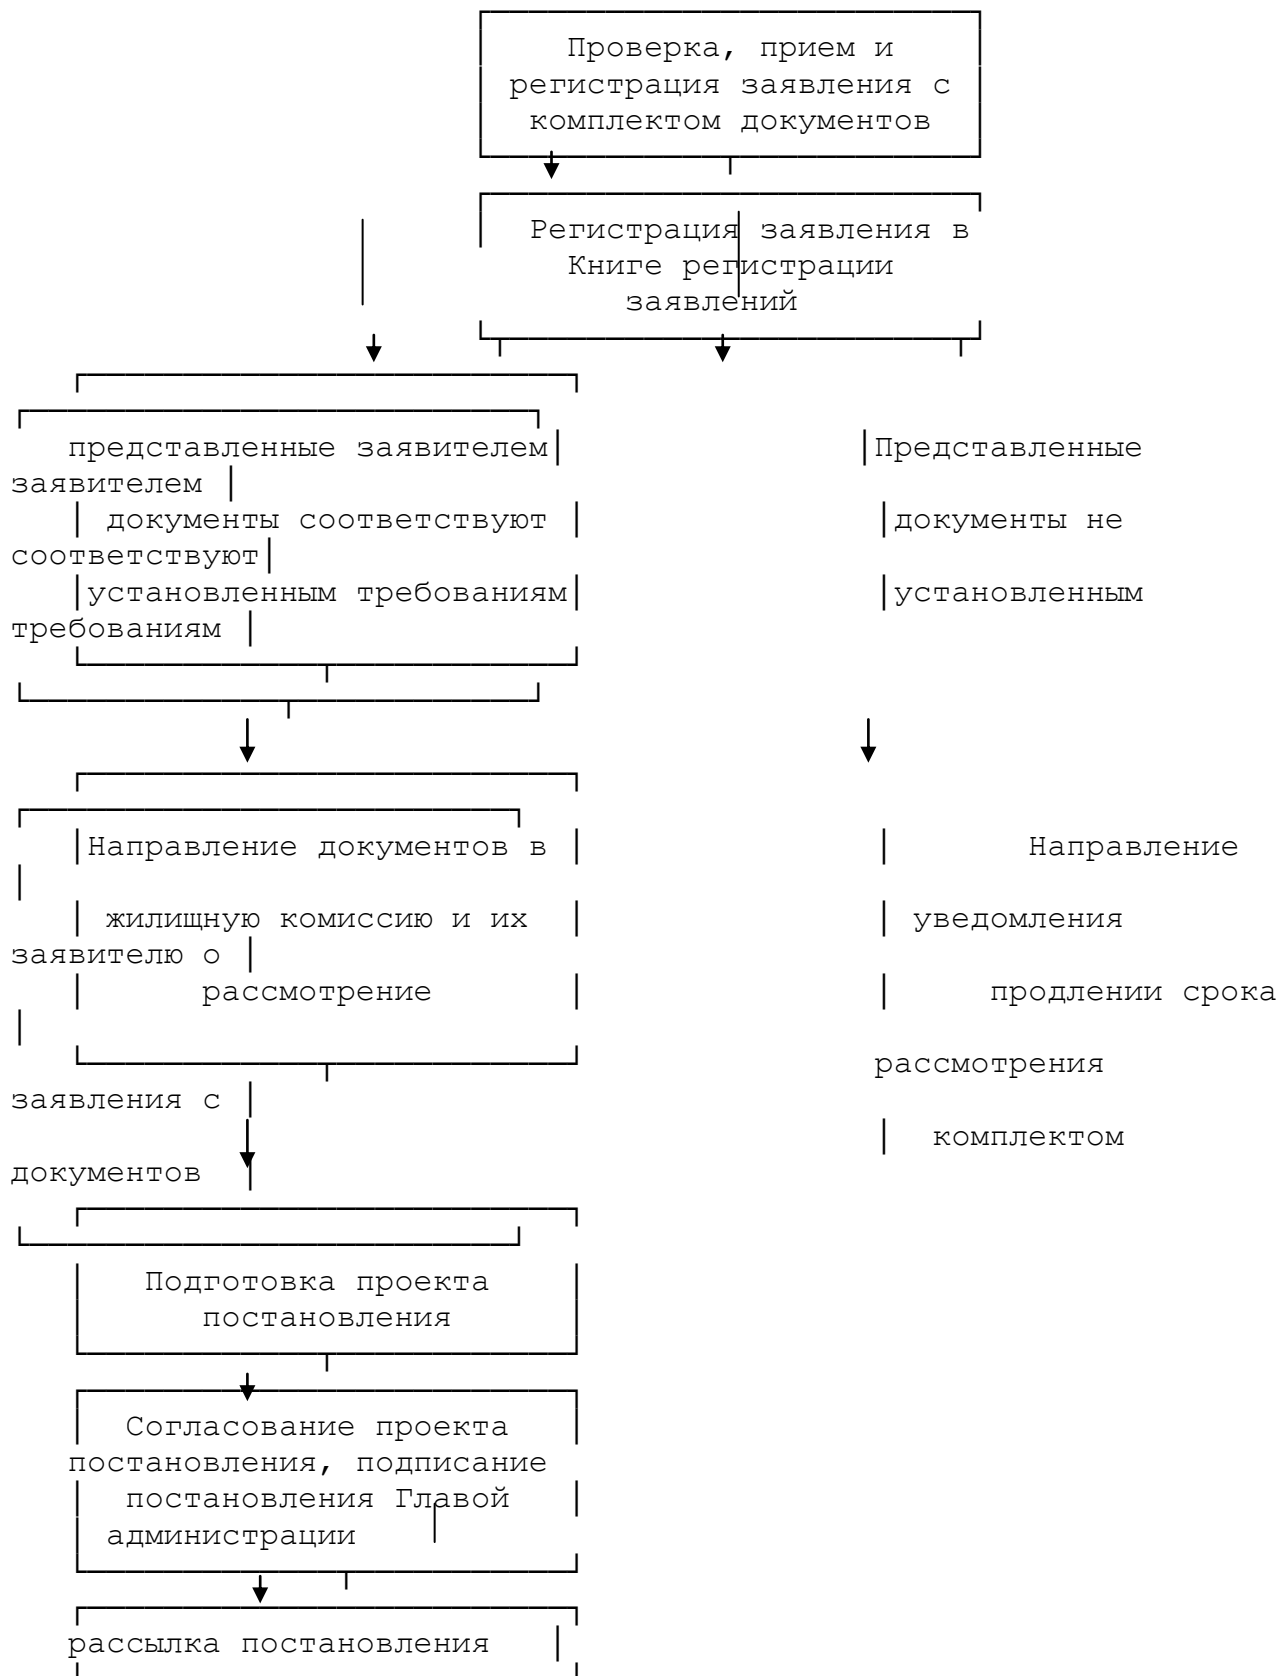 Проверка, прием и
регистрация заявления с
комплектом документов
Регистрация заявления в
Книге регистрации
заявлений
представленные заявителем Представленные
заявителем
документы соответствуют документы не
соответствуют
установленным требованиям установленным
требованиям
Направление документов в Направление
жилищную комиссию и их уведомления
заявителю о
рассмотрение продлении срока
рассмотрения
заявления с
комплектом
документов
Подготовка проекта
постановления
Согласование проекта
постановления, подписание
постановления Главой
администрации
рассылка постановления